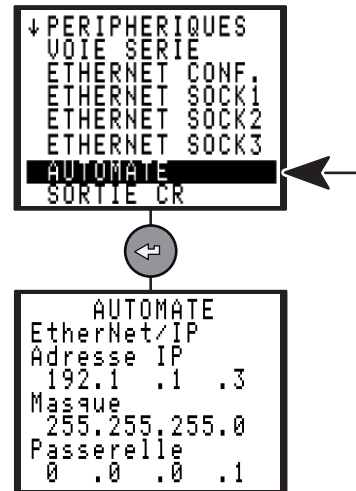 ↓PERIPHERIQUES
VOIE SERIE
ETHERNET CONF.
ETHERNET SOCK1
ETHERNET SOCK2
ETHERNET SOCK3
AUTOMATE
SORTIE CR
AUTOMATE
EtherNet/IP
Adresse IP
192.1 .1 .3
Masque
255.255.255.0
Passerelle
0 .0 .0 .1